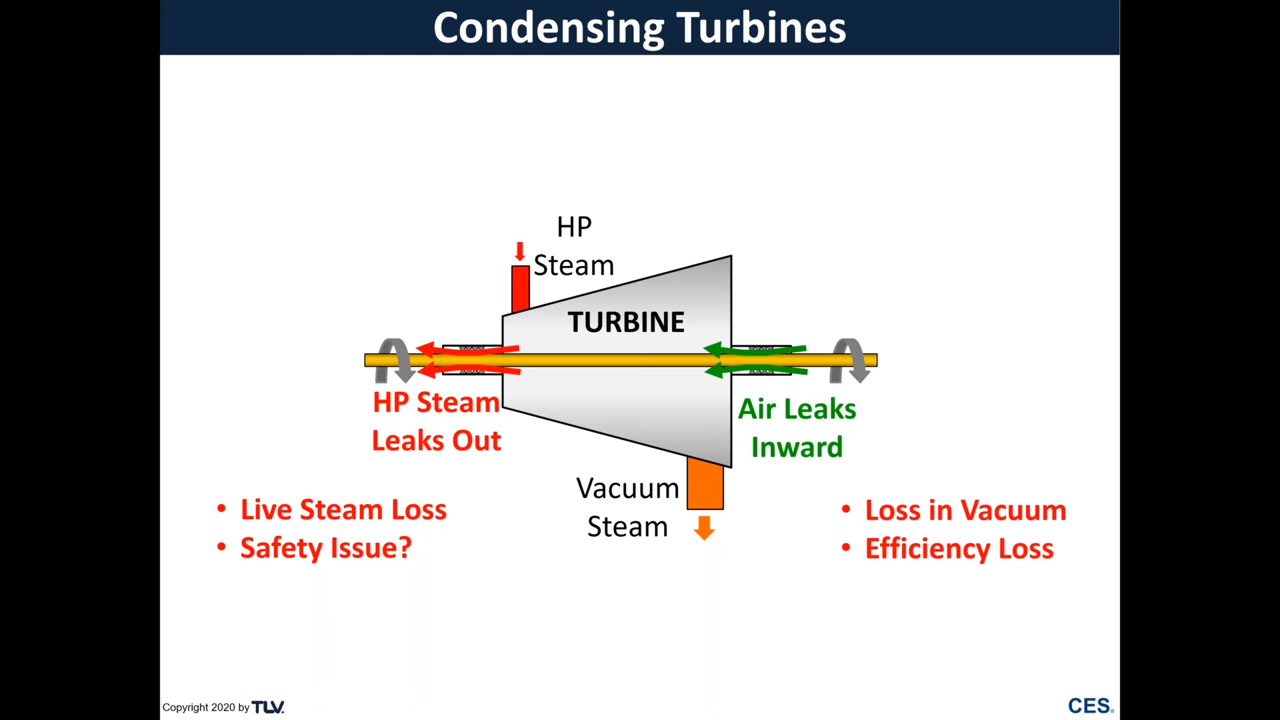 Condensing Turbines
HP
Steam
TURBINE
HP Steam
Leaks Out
Air Leaks
Inward
Vacuum
Steam
• Live Steam Loss
• Safety Issue?
• Loss in Vacuum
• Efficiency Loss
Copyright 2020 by TLV.
CES®